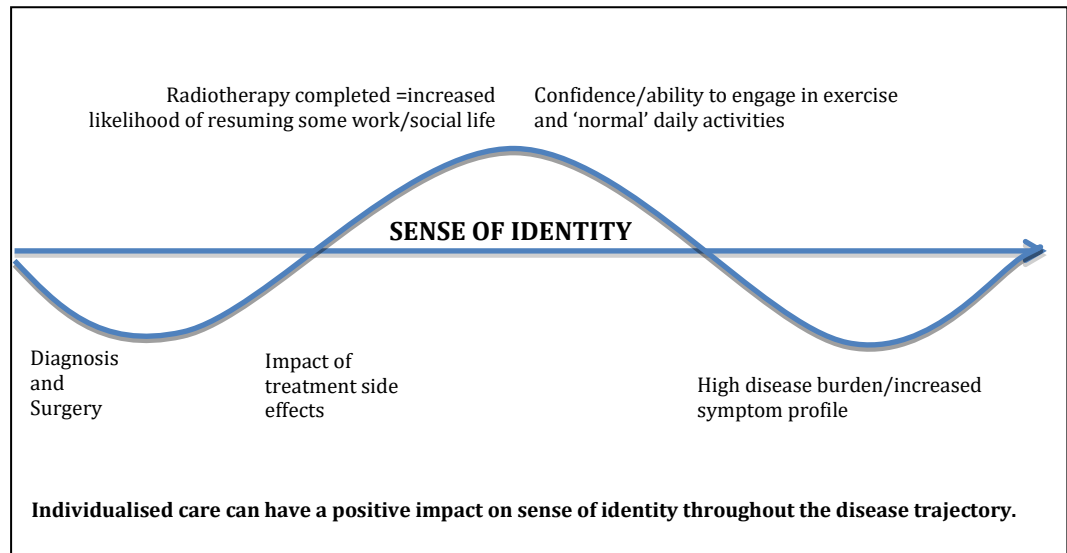 Radiotherapy completed =increased
likelihood of resuming some work/social life
Confidence/ability to engage in exercise
and ‘normal’ daily activities
SENSE OF IDENTITY
Diagnosis
and
Surgery
Impact of
treatment side
effects
High disease burden/increased
symptom profile
Individualised care can have a positive impact on sense of identity throughout the disease trajectory.